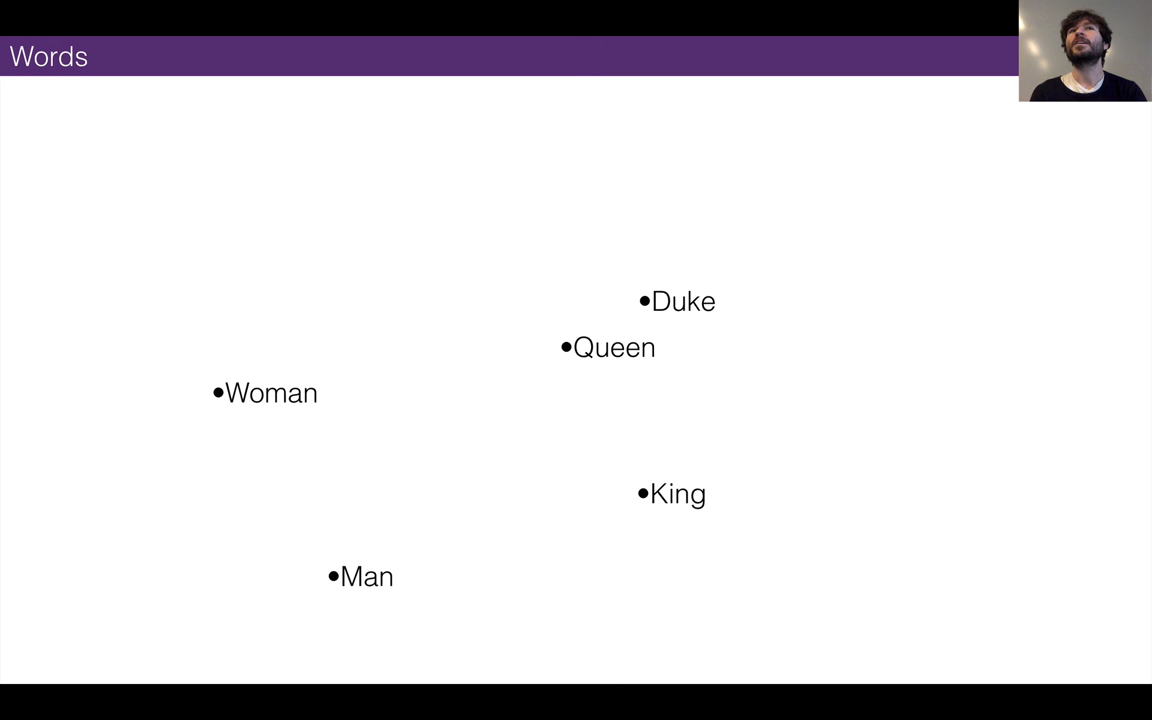 Words
•Duke
•Queen
•Woman
•King
•Man